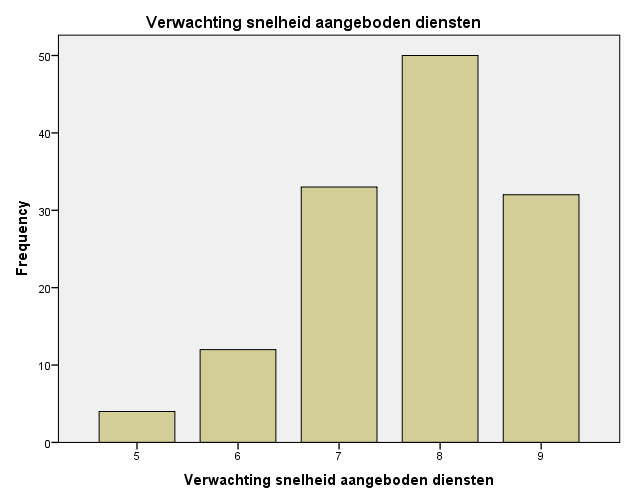 Verwachting snelheid aangeboden diensten
50
40
30
20
10
0
Frequency
5 6 7 8 9
Verwachting snelheid aangeboden diensten